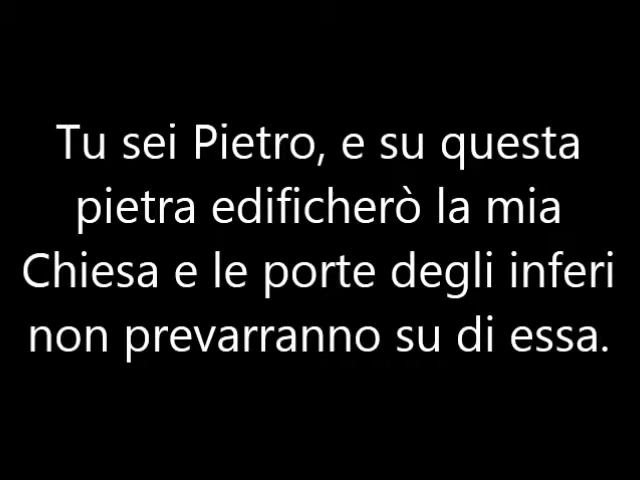 Tu sei Pietro, e su questa
pietra edificherò la mia
Chiesa e le porte degli inferi
non prevarranno su di essa.